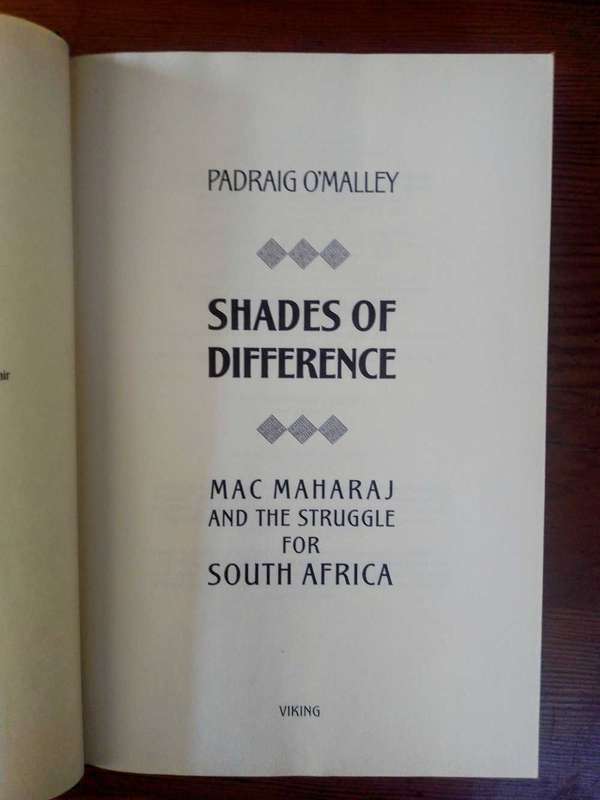 PADRAIG O'MALLEY
SHADES OF
DIFFERENCE
MAC MAHARAJ
AND THE STRUGGLE
FOR
SOUTH AFRICA
VIKING